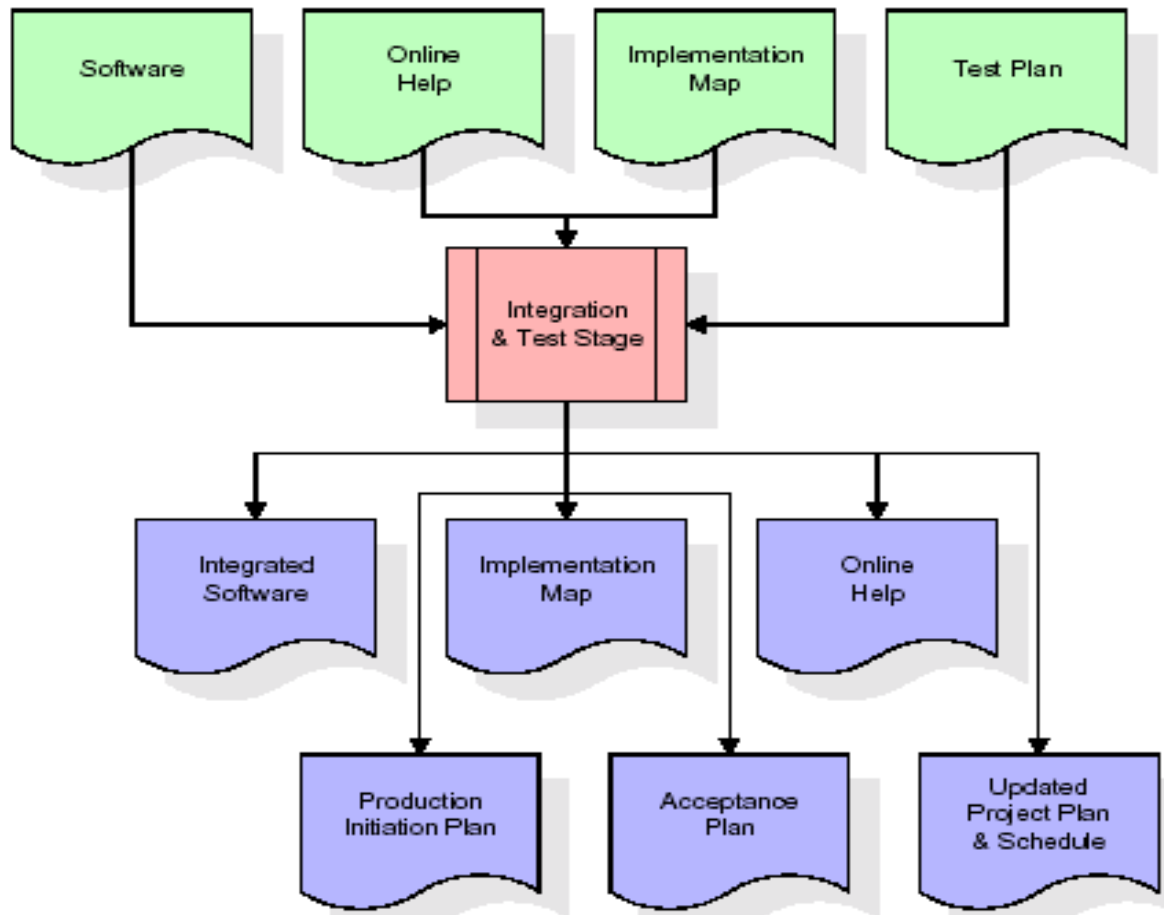 Software
Online
Help
Implementation
Map
Test Plan
Integration
& Test Stage
Integrated
Software
Implementation
Map
Online
Help
Production
Initiation Plan
Acceptance
Plan
Updated
Project Plan
& Schedule